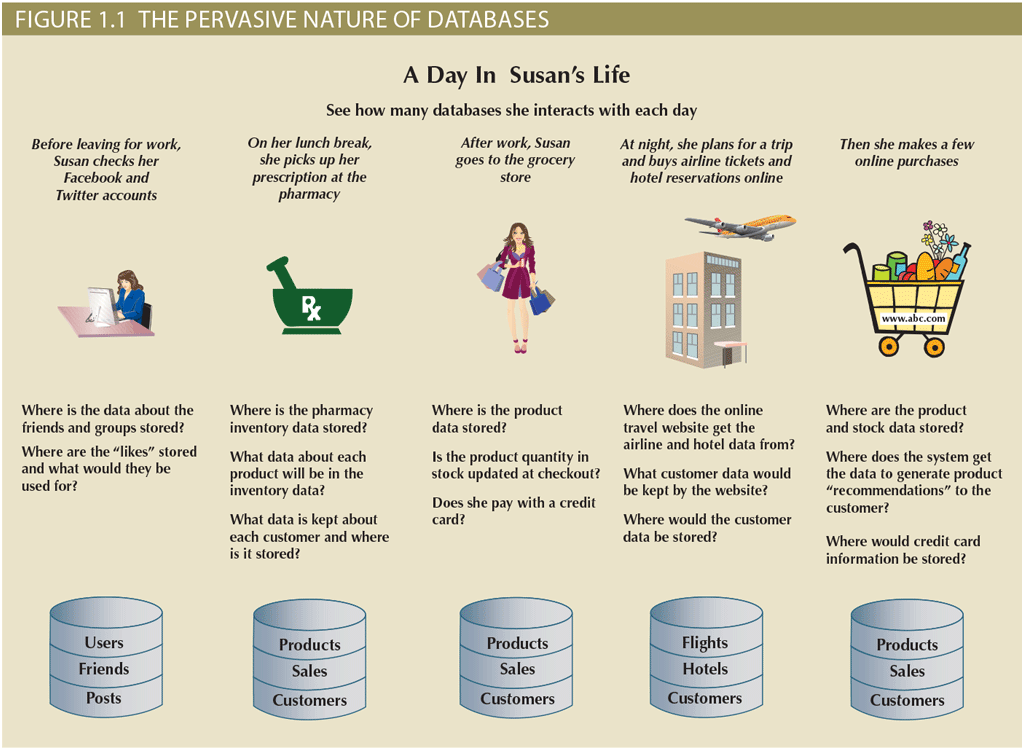 FIGURE 1.1 THE PERVASIVE NATURE OF DATABASES
A Day In Susan's Life
See how many databases she interacts with each day
Before leaving for work,
Susan checks her
Facebook and
Twitter accounts
On her lunch break,
she picks up her
prescription at the
pharmacy
After work, Susan
goes to the grocery
store
At night, she plans for a trip
and buys airline tickets and
hotel reservations online
Then she makes a few
online purchases
Rx
www.abc.com
Where is the data about the
friends and groups stored?
Where are the “likes” stored
and what would they be
used for?
Where is the pharmacy
inventory data stored?
What data about each
product will be in the
inventory data?
What data is kept about
each customer and where
is it stored?
Where is the product
data stored?
Is the product quantity in
stock updated at checkout?
Does she pay with a credit
card?
Where does the online
travel website get the
airline and hotel data from?
What customer data would
be kept by the website?
Where would the customer
data be stored?
Where are the product
and stock data stored?
Where does the system get
the data to generate product
“recommendations” to the
customer?
Where would credit card
information be stored?
Users
Friends
Posts
Products
Sales
Customers
Products
Sales
Customers
Flights
Hotels
Customers
Products
Sales
Customers